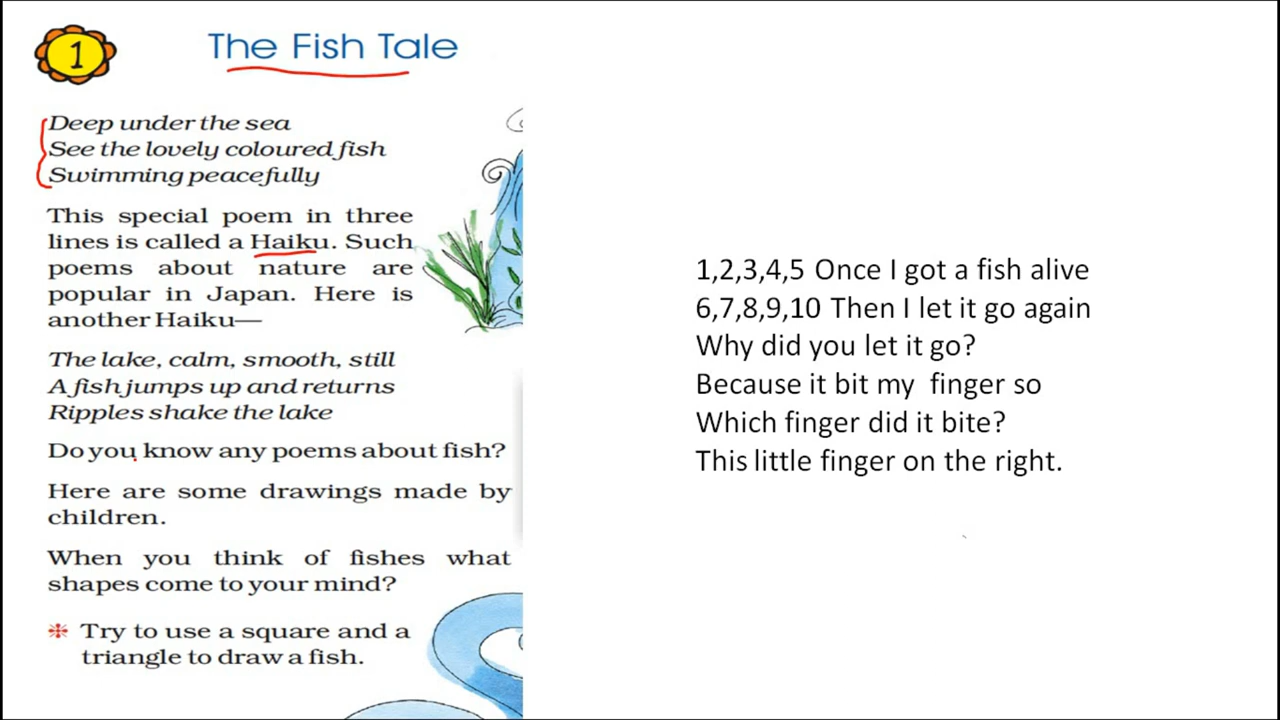 1
The Fish Tale
Deep under the sea
See the lovely coloured fish
Swimming peacefully
This special poem in three
lines is called a Haiku. Such
poems about nature are
popular in Japan. Here is
another Haiku—
The lake, calm, smooth, still
A fish jumps up and returns
Ripples shake the lake
Do you know any poems about fish?
Here are some drawings made by
children.
When you think of fishes what
shapes come to your mind?
❈ Try to use a square and a
triangle to draw a fish.
1,2,3,4,5 Once I got a fish alive
6,7,8,9,10 Then I let it go again
Why did you let it go?
Because it bit my  finger so
Which finger did it bite?
This little finger on the right.